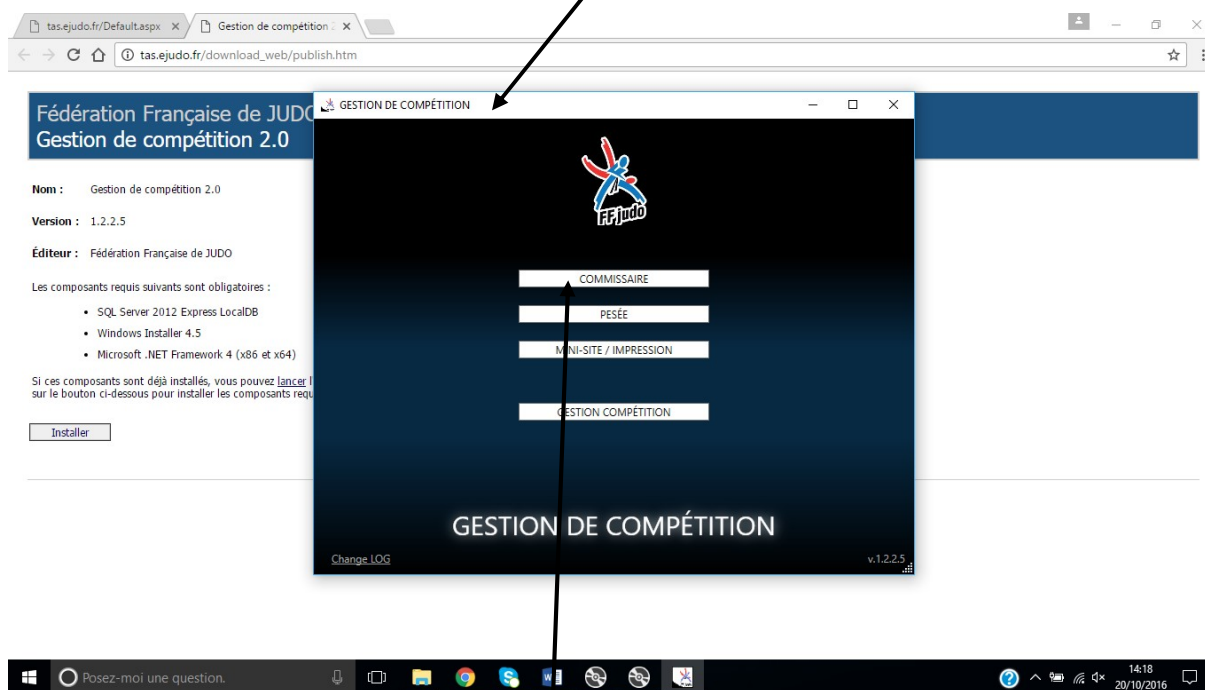 tas.ejudo.fr/Default.aspx
Gestion de compétition 2
tas.ejudo.fr/download_web/publish.htm
Fédération Française de JUDO
Gestion de compétition 2.0
Nom : Gestion de compétition 2.0
Version : 1.2.2.5
Éditeur : Fédération Française de JUDO
Les composants requis suivants sont obligatoires :
• SQL Server 2012 Express LocalDB
• Windows Installer 4.5
• Microsoft .NET Framework 4 (x86 et x64)
Si ces composants sont déjà installés, vous pouvez lancer l
sur le bouton ci-dessous pour installer les composants requ
Installer
GESTION DE COMPÉTITION
FFjudo
COMMISSAIRE
PESÉE
MINI-SITE / IMPRESSION
GESTION COMPÉTITION
GESTION DE COMPÉTITION
Change LOG
v.1.2.2.5
Posez-moi une question.
14:18
20/10/2016